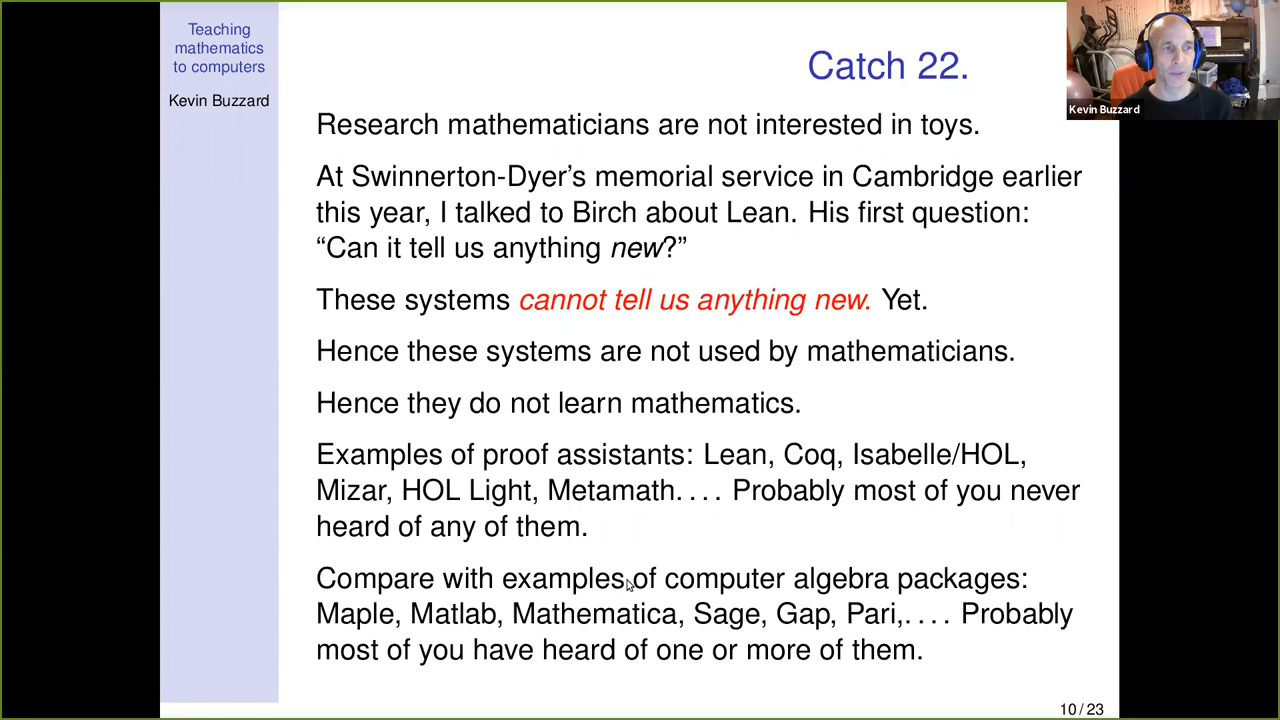 Teaching
mathematics
to computers
Kevin Buzzard
Catch 22.
Kevin Buzzard
Research mathematicians are not interested in toys.
At Swinnerton-Dyer’s memorial service in Cambridge earlier
this year, I talked to Birch about Lean. His first question:
“Can it tell us anything new?”
These systems cannot tell us anything new. Yet.
Hence these systems are not used by mathematicians.
Hence they do not learn mathematics.
Examples of proof assistants: Lean, Coq, Isabelle/HOL,
Mizar, HOL Light, Metamath. . . . Probably most of you never
heard of any of them.
Compare with examples of computer algebra packages:
Maple, Matlab, Mathematica, Sage, Gap, Pari,. . . . Probably
most of you have heard of one or more of them.
10 / 23